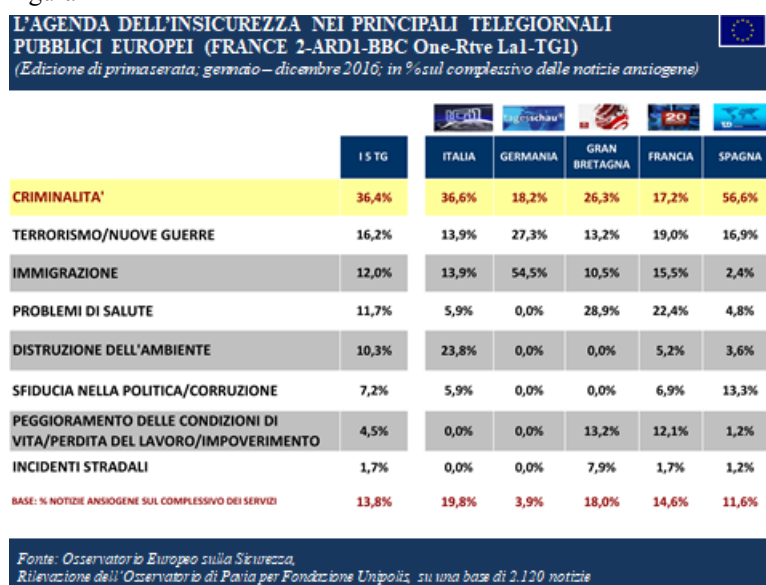 L'AGENDA DELL'INSICUREZZA NEI PRINCIPALI TELEGIORNALI
PUBBLICI EUROPEI (FRANCE 2-ARD1-BBC One-Rtve La1-TG1)
(Edizione di primaserata; gennaio – dicembre 2016; in % sul complessivo delle notizie ansiogene)
tagesschau
20
I 5 TG ITALIA GERMANIA GRAN BRETAGNA FRANCIA SPAGNA
CRIMINALITA' 36,4% 36,6% 18,2% 26,3% 17,2% 56,6%
TERRORISMO/NUOVE GUERRE 16,2% 13,9% 27,3% 13,2% 19,0% 16,9%
IMMIGRAZIONE 12,0% 13,9% 54,5% 10,5% 15,5% 2,4%
PROBLEMI DI SALUTE 11,7% 5,9% 0,0% 28,9% 22,4% 4,8%
DISTRUZIONE DELL'AMBIENTE 10,3% 23,8% 0,0% 0,0% 5,2% 3,6%
SFIDUCIA NELLA POLITICA/CORRUZIONE 7,2% 5,9% 0,0% 0,0% 6,9% 13,3%
PEGGIORAMENTO DELLE CONDIZIONI DI
VITA/PERDITA DEL LAVORO/IMPOVERIMENTO 4,5% 0,0% 0,0% 13,2% 12,1% 1,2%
INCIDENTI STRADALI 1,7% 0,0% 0,0% 7,9% 1,7% 1,2%
BASE: % NOTIZIE ANSIOGENE SUL COMPLESSIVO DEI SERVIZI 13,8% 19,8% 3,9% 18,0% 14,6% 11,6%
Fonte: Osservatorio Europeo sulla Sicurezza,
Rilevazione dell'Osservatorio di Pavia per Fondazione Unipolis, su una base di 2.120 notizie